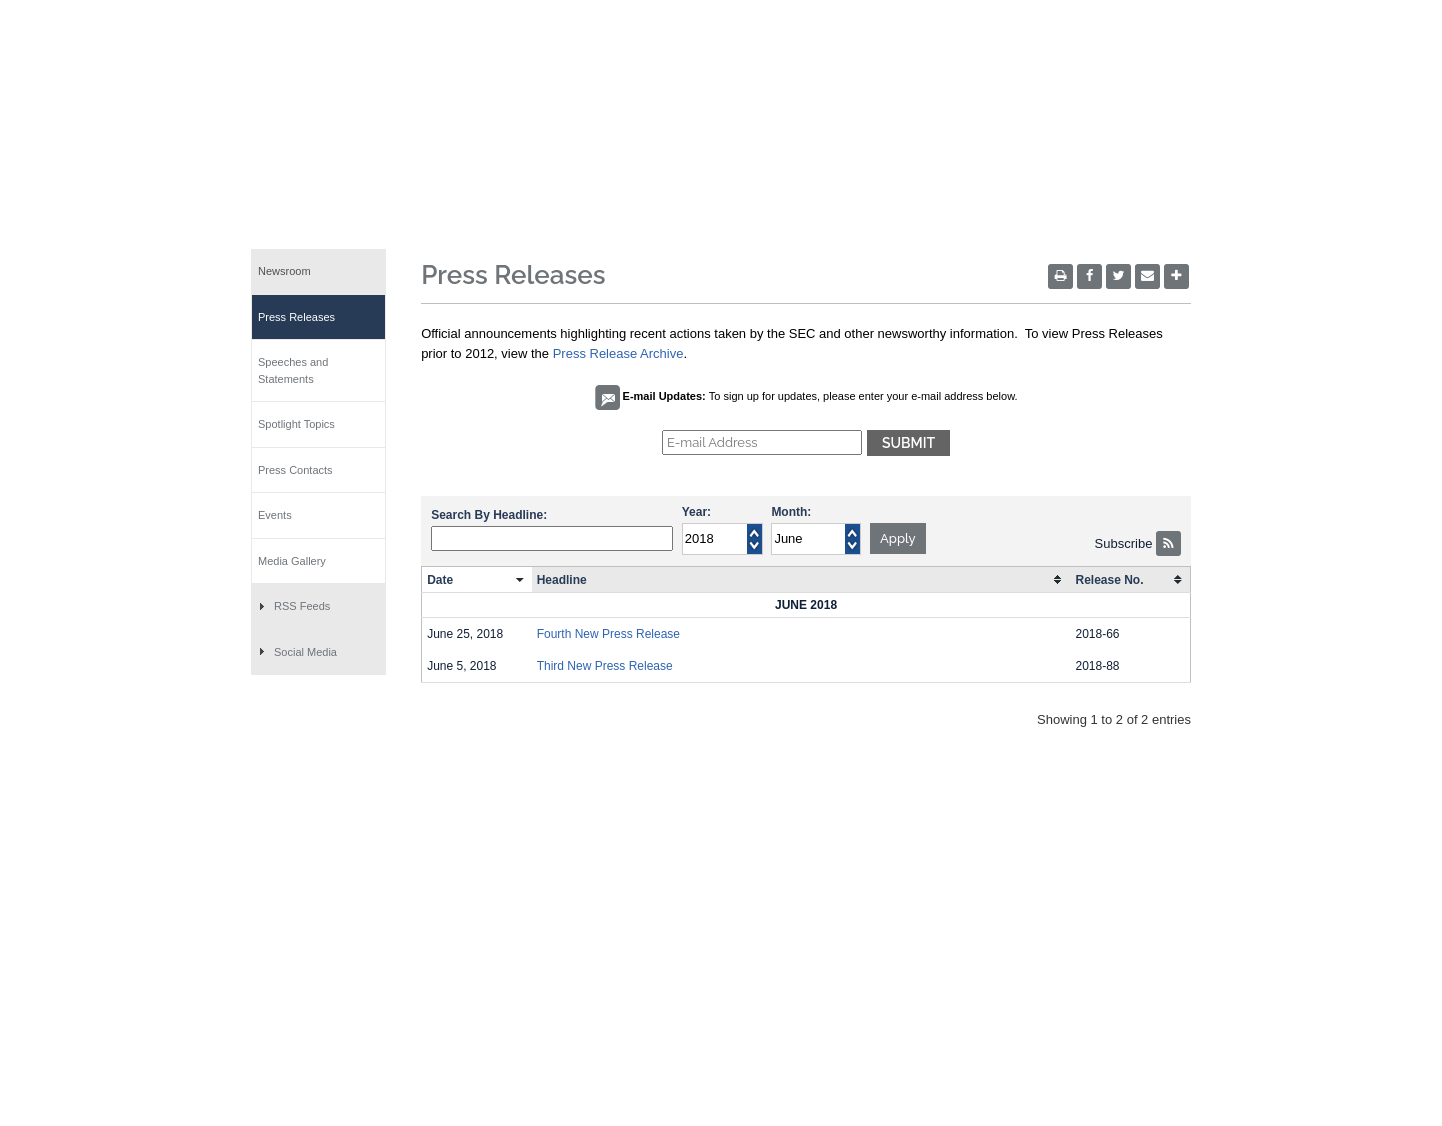 Newsroom
Press Releases
Speeches and
Statements
Spotlight Topics
Press Contacts
Events
Media Gallery
RSS Feeds
Social Media
Press Releases
Official announcements highlighting recent actions taken by the SEC and other newsworthy information.  To view Press Releases
prior to 2012, view the Press Release Archive.
E-mail Updates: To sign up for updates, please enter your e-mail address below.
E-mail Address SUBMIT
Search By Headline: Year: Month:
2018 June Apply Subscribe
Date Headline Release No.
JUNE 2018
June 25, 2018 Fourth New Press Release 2018-66
June 5, 2018 Third New Press Release 2018-88
Showing 1 to 2 of 2 entries